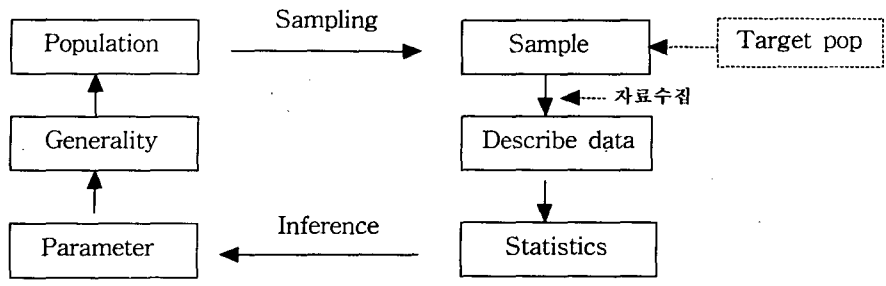 Sampling
Population
Sample
Target pop
자료수집
Generality
Describe data
Inference
Parameter
Statistics